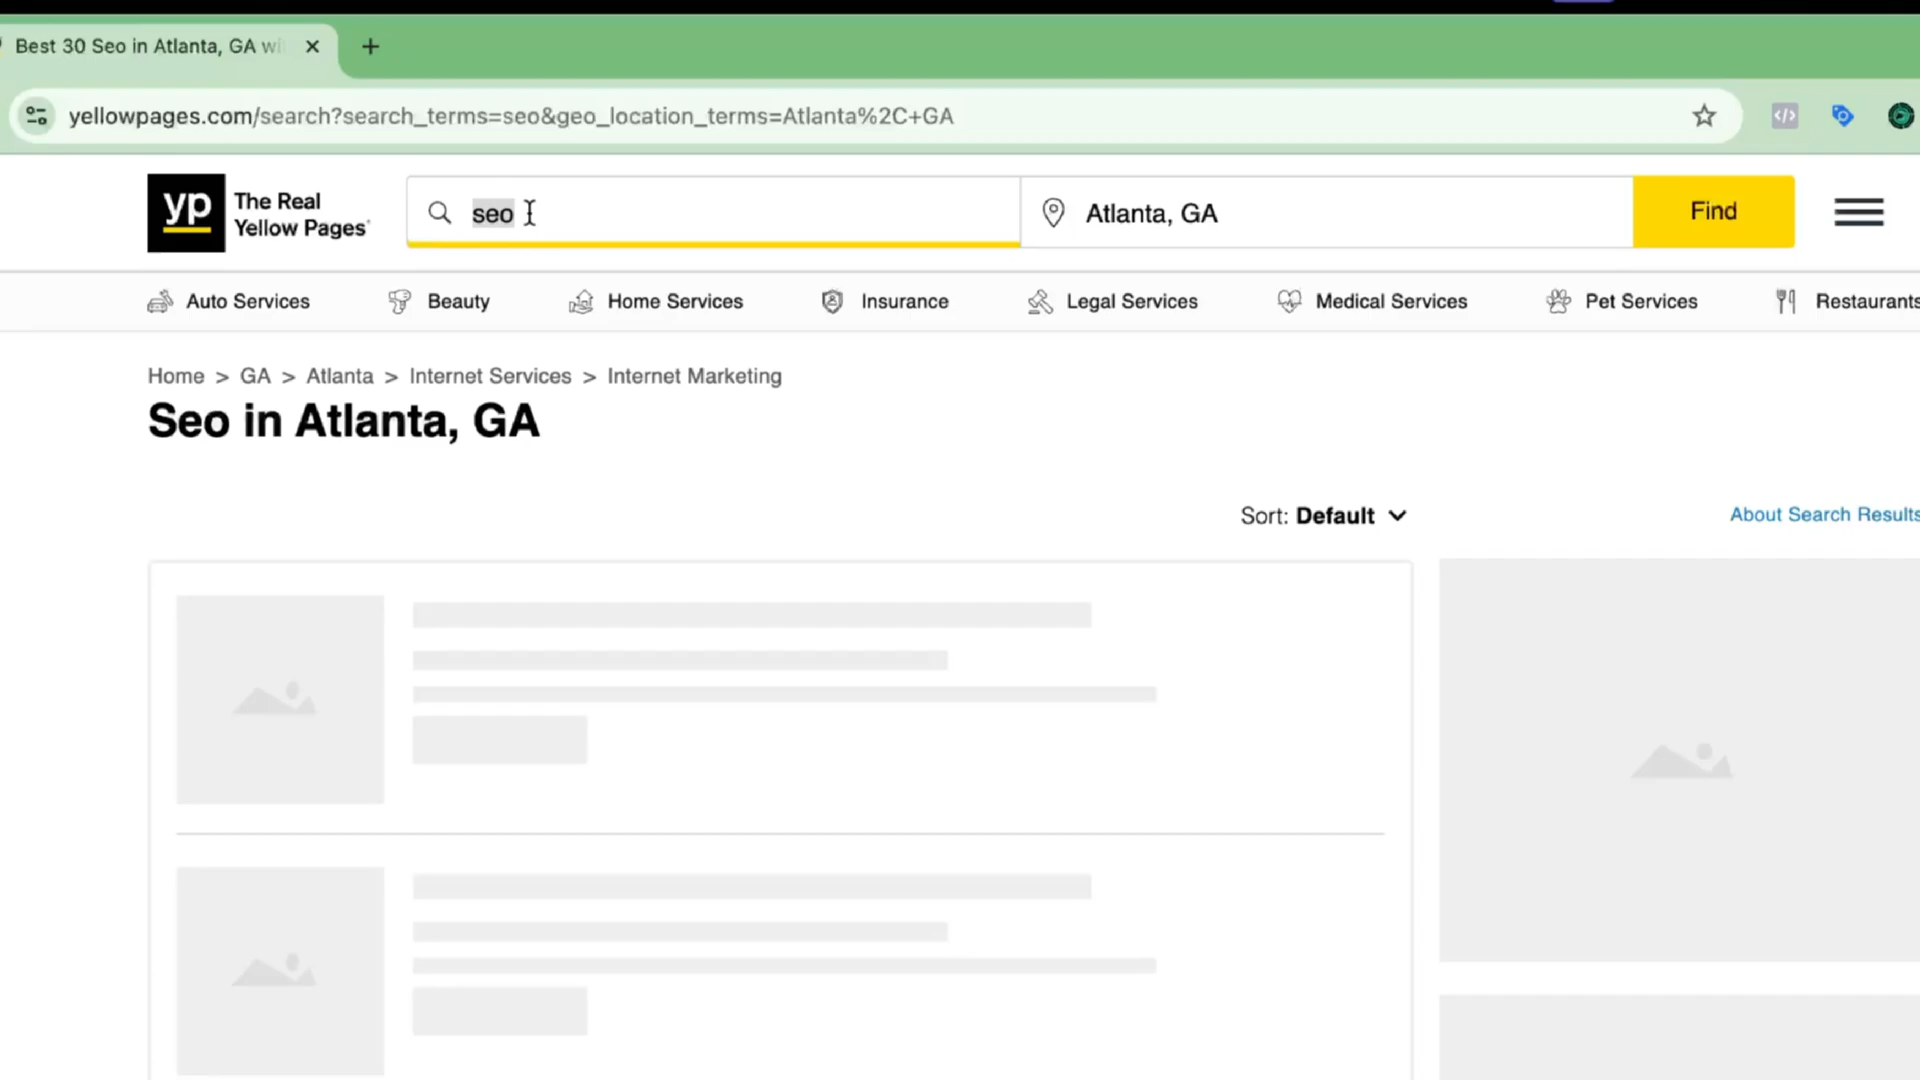 Best 30 Seo in Atlanta, GA wi
yellowpages.com/search?search_terms=seo&geo_location_terms=Atlanta%2C+GA
yp
The Real
Yellow Pages
seo
Atlanta, GA
Find
Auto Services
Beauty
Home Services
Insurance
Legal Services
Medical Services
Pet Services
Restaurants
Home > GA > Atlanta > Internet Services > Internet Marketing
Seo in Atlanta, GA
Sort: Default
About Search Results